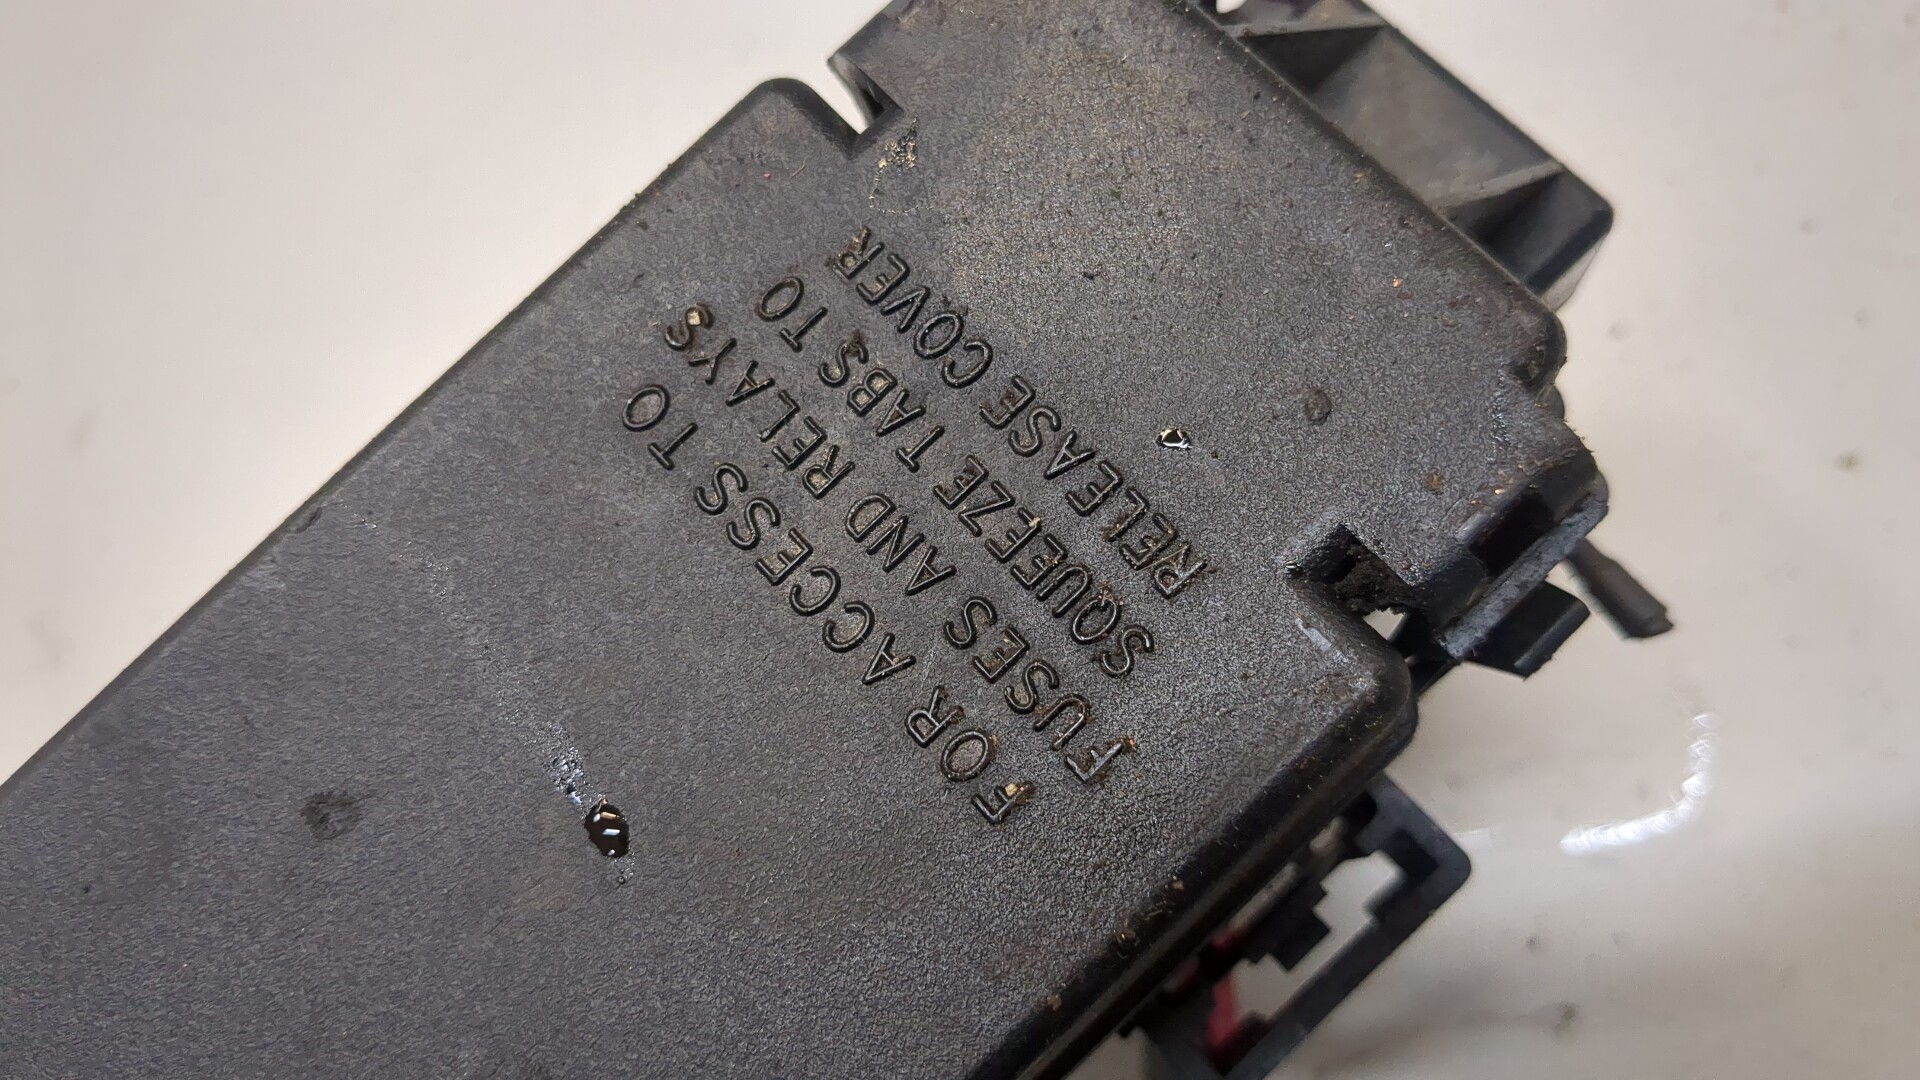 FOR ACCESS TO
FUSES AND RELAYS
SQUEEZE TABS TO
RELEASE COVER